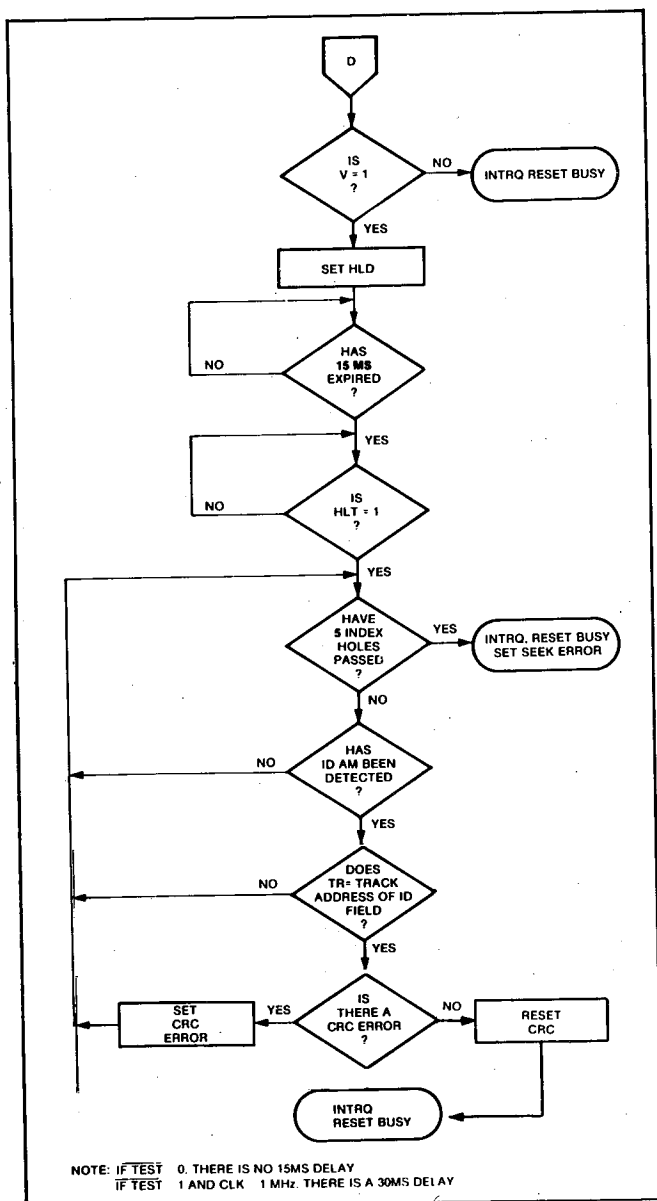 D
IS
V = 1
?
NO
INTRQ RESET BUSY
YES
SET HLD
HAS
15 MS
EXPIRED
?
NO
YES
IS
HLT = 1
?
NO
YES
HAVE
5 INDEX
HOLES
PASSED
?
YES
INTRQ. RESET BUSY
SET SEEK ERROR
NO
HAS
ID AM BEEN
DETECTED
?
NO
YES
DOES
TR= TRACK
ADDRESS OF ID
FIELD
?
NO
YES
IS
THERE A
CRC ERROR
?
YES
SET
CRC
ERROR
NO
RESET
CRC
INTRQ
RESET BUSY
NOTE: IF TEST 0. THERE IS NO 15MS DELAY
IF TEST 1 AND CLK 1 MHz. THERE IS A 30MS DELAY